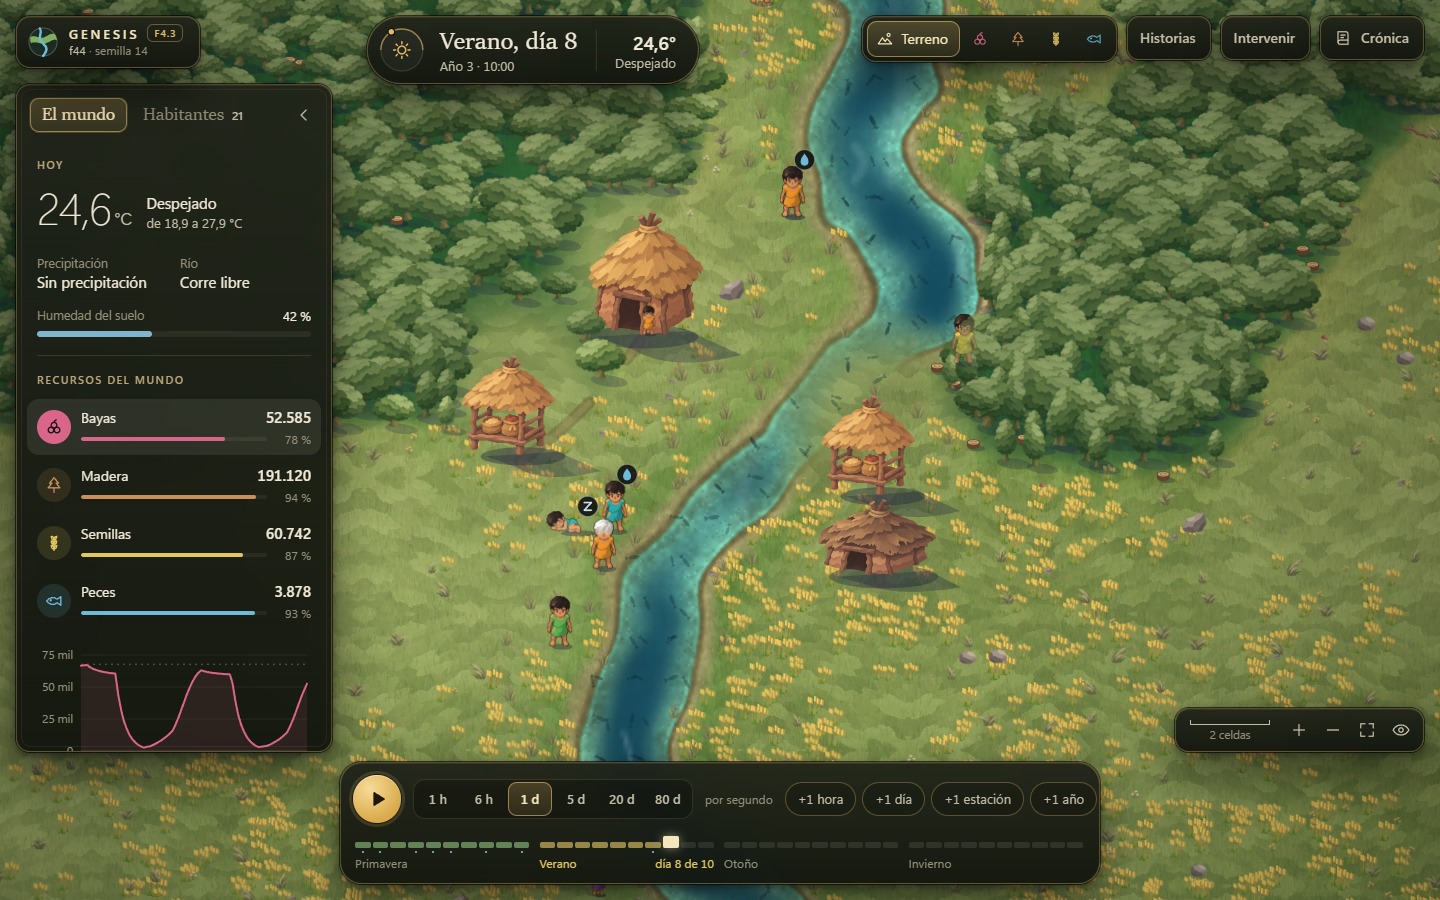 GENESIS F4.3
f44 · semilla 14
Verano, día 8
Año 3 · 10:00
24,6°
Despejado
Terreno
Historias
Intervenir
Crónica
El mundo
Habitantes 21
HOY
24,6 °C
Despejado
de 18,9 a 27,9 °C
Precipitación
Sin precipitación
Río
Corre libre
Humedad del suelo 42 %
RECURSOS DEL MUNDO
Bayas 52.585
78 %
Madera 191.120
94 %
Semillas 60.742
87 %
Peces 3.878
93 %
75 mil
50 mil
25 mil
0
Z
2 celdas
1 h 6 h 1 d 5 d 20 d 80 d por segundo +1 hora +1 día +1 estación +1 año
Primavera Verano día 8 de 10 Otoño Invierno